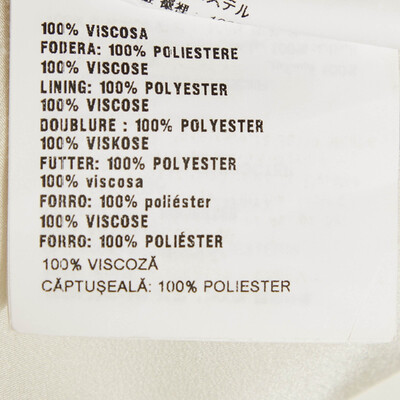 100% VISCOSA
FODERA: 100% POLIESTERE
100% VISCOSE
LINING: 100% POLYESTER
100% VISCOSE
DOUBLURE : 100% POLYESTER
100% VISKOSE
FUTTER: 100% POLYESTER
100% viscosa
FORRO: 100% poliéster
100% VISCOSE
FORRO: 100% POLIÉSTER
100% VISCOZĂ
CĂPTUȘEALĂ: 100% POLIESTER